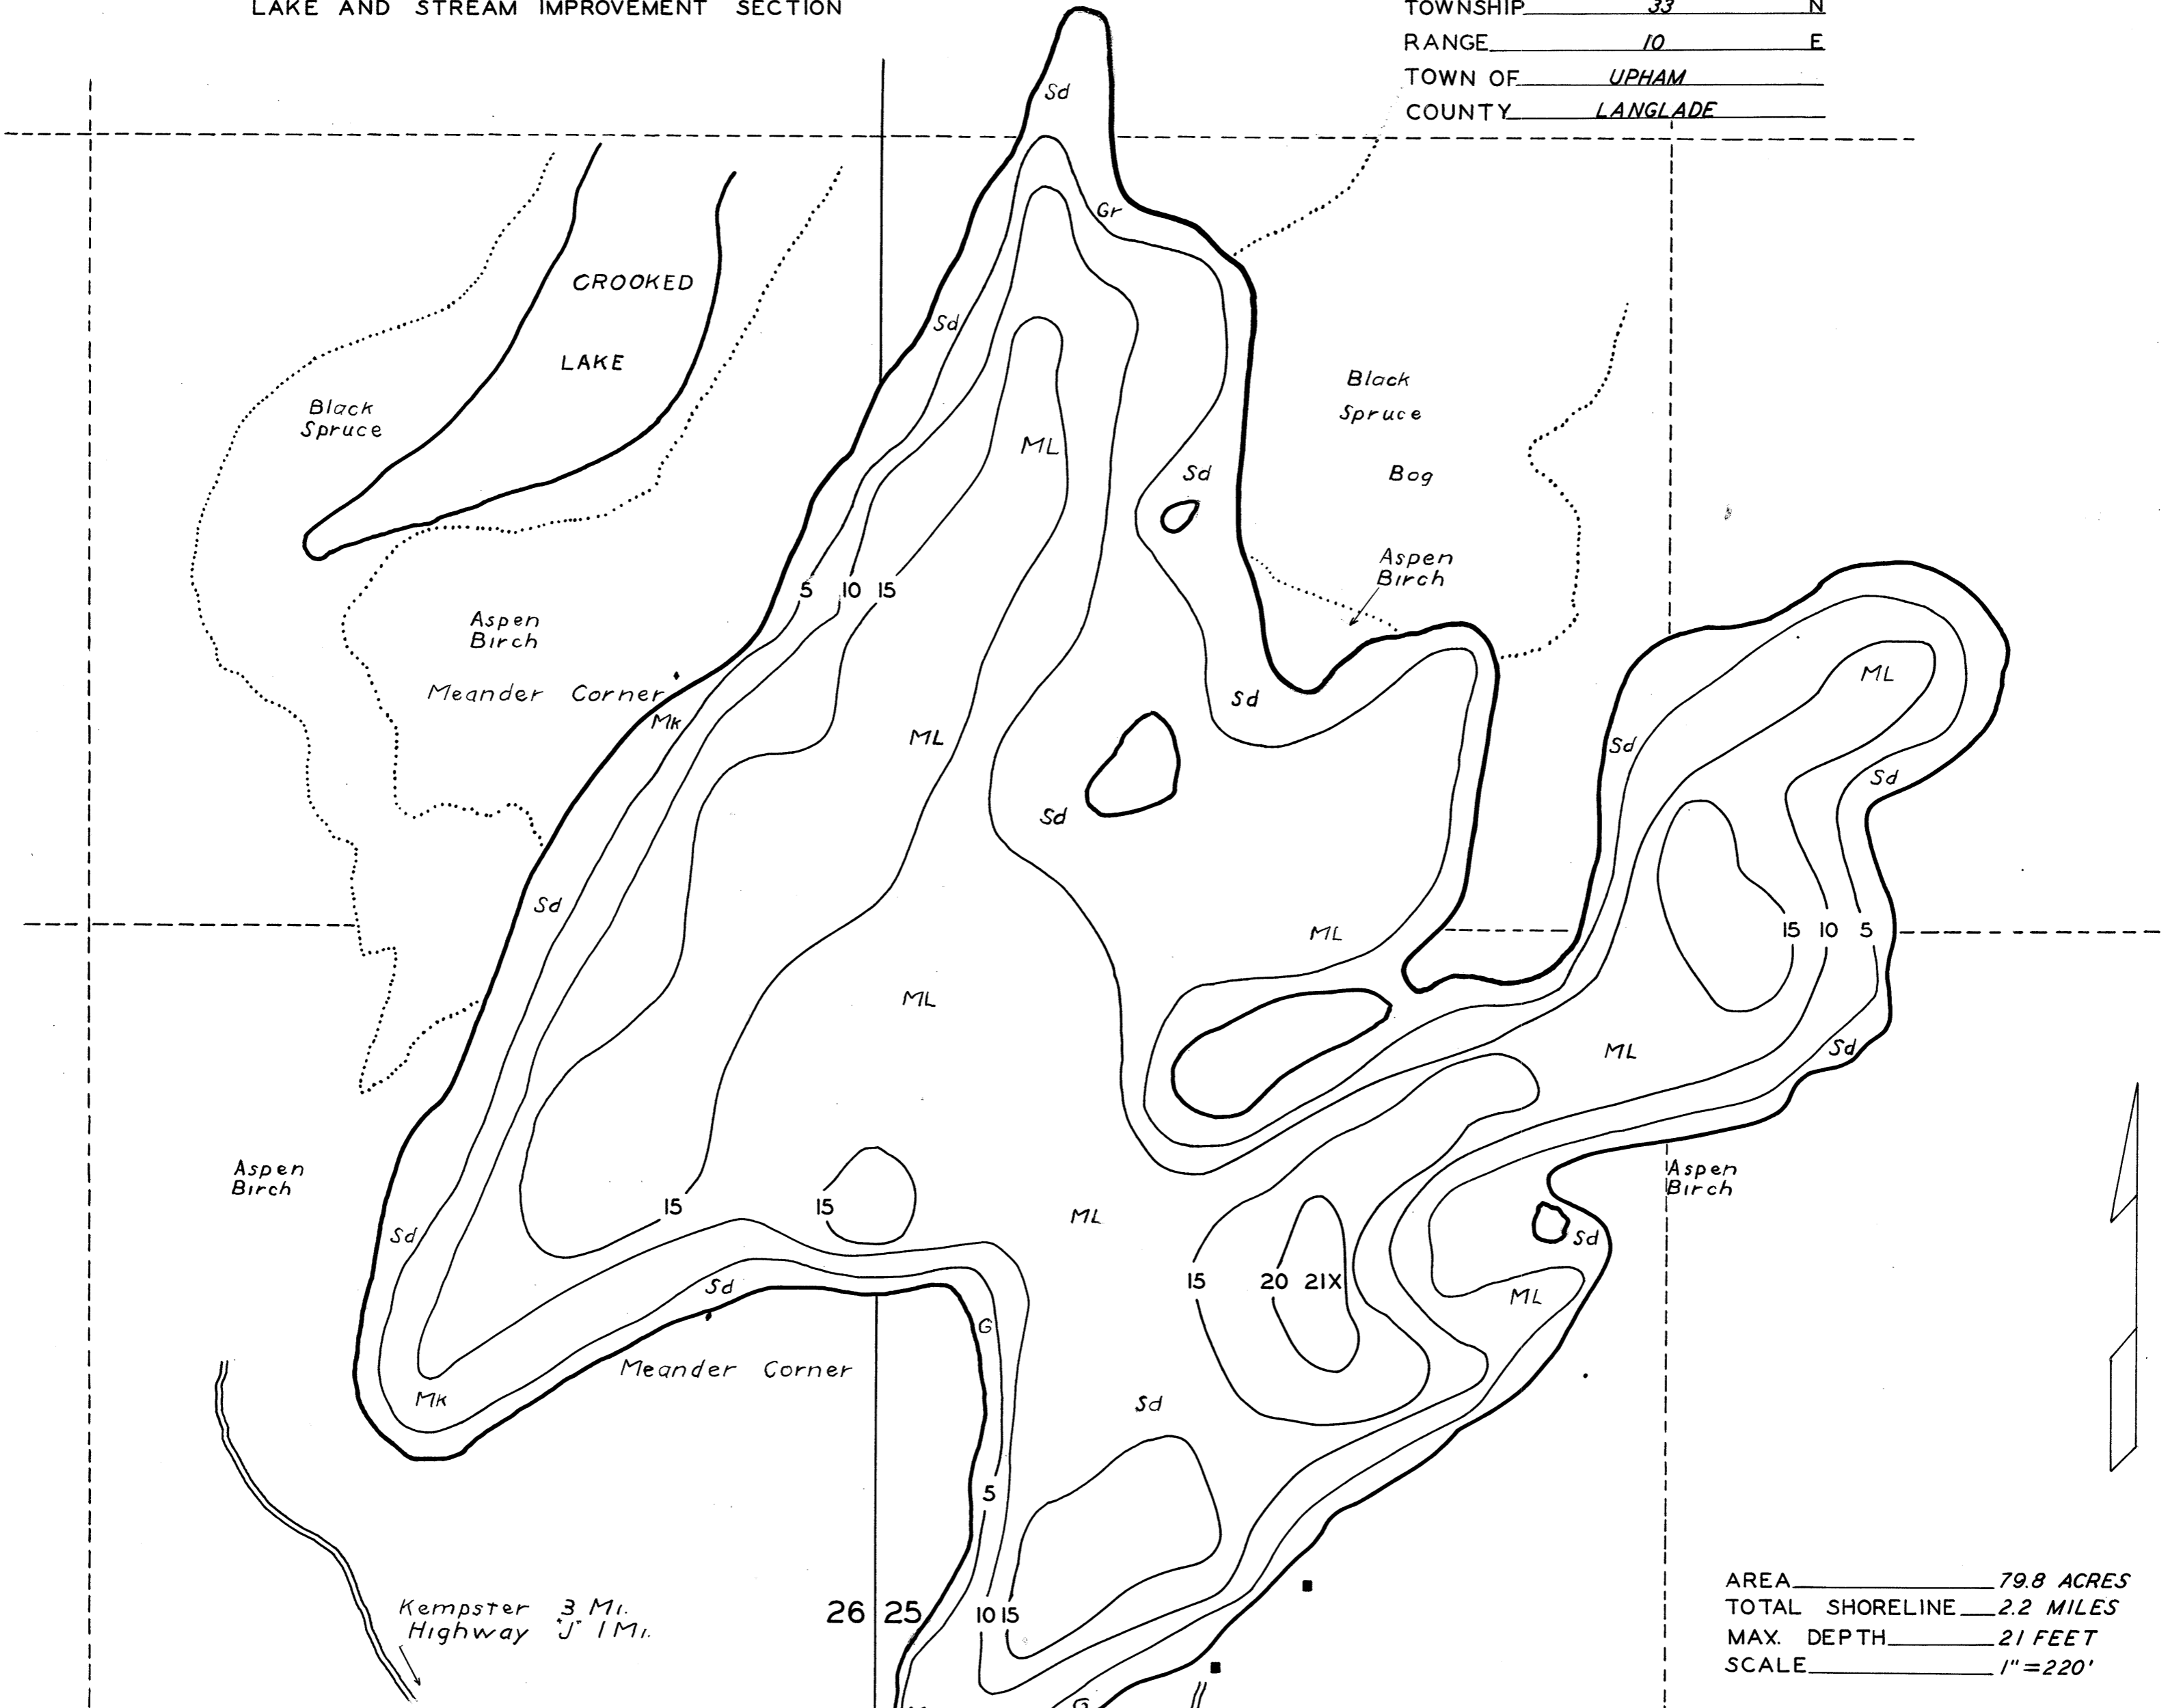 LAKE AND STREAM IMPROVEMENT SECTION
TOWNSHIP 33 N
RANGE 10 E
TOWN OF UPHAM
COUNTY LANGLADE
Sd
Gr
CROOKED
LAKE
Sd
Black
Spruce
Black
Spruce
Bog
ML
Sd
Aspen
Birch
5 10 15
Aspen
Birch
Meander Corner
Mk
Sd
ML
ML
Sd
Sd
Sd
Sd
ML
15 10 5
ML
ML
Sd
Aspen
Birch
Aspen
Birch
15
15
ML
Sd
Sd
Sd
15 20 21X
ML
G
Meander Corner
Mk
Sd
5
Kempster 3 Mi.
Highway "J" 1 Mi.
26 25
10 15
G
AREA 79.8 ACRES
TOTAL SHORELINE 2.2 MILES
MAX. DEPTH 21 FEET
SCALE 1"=220'